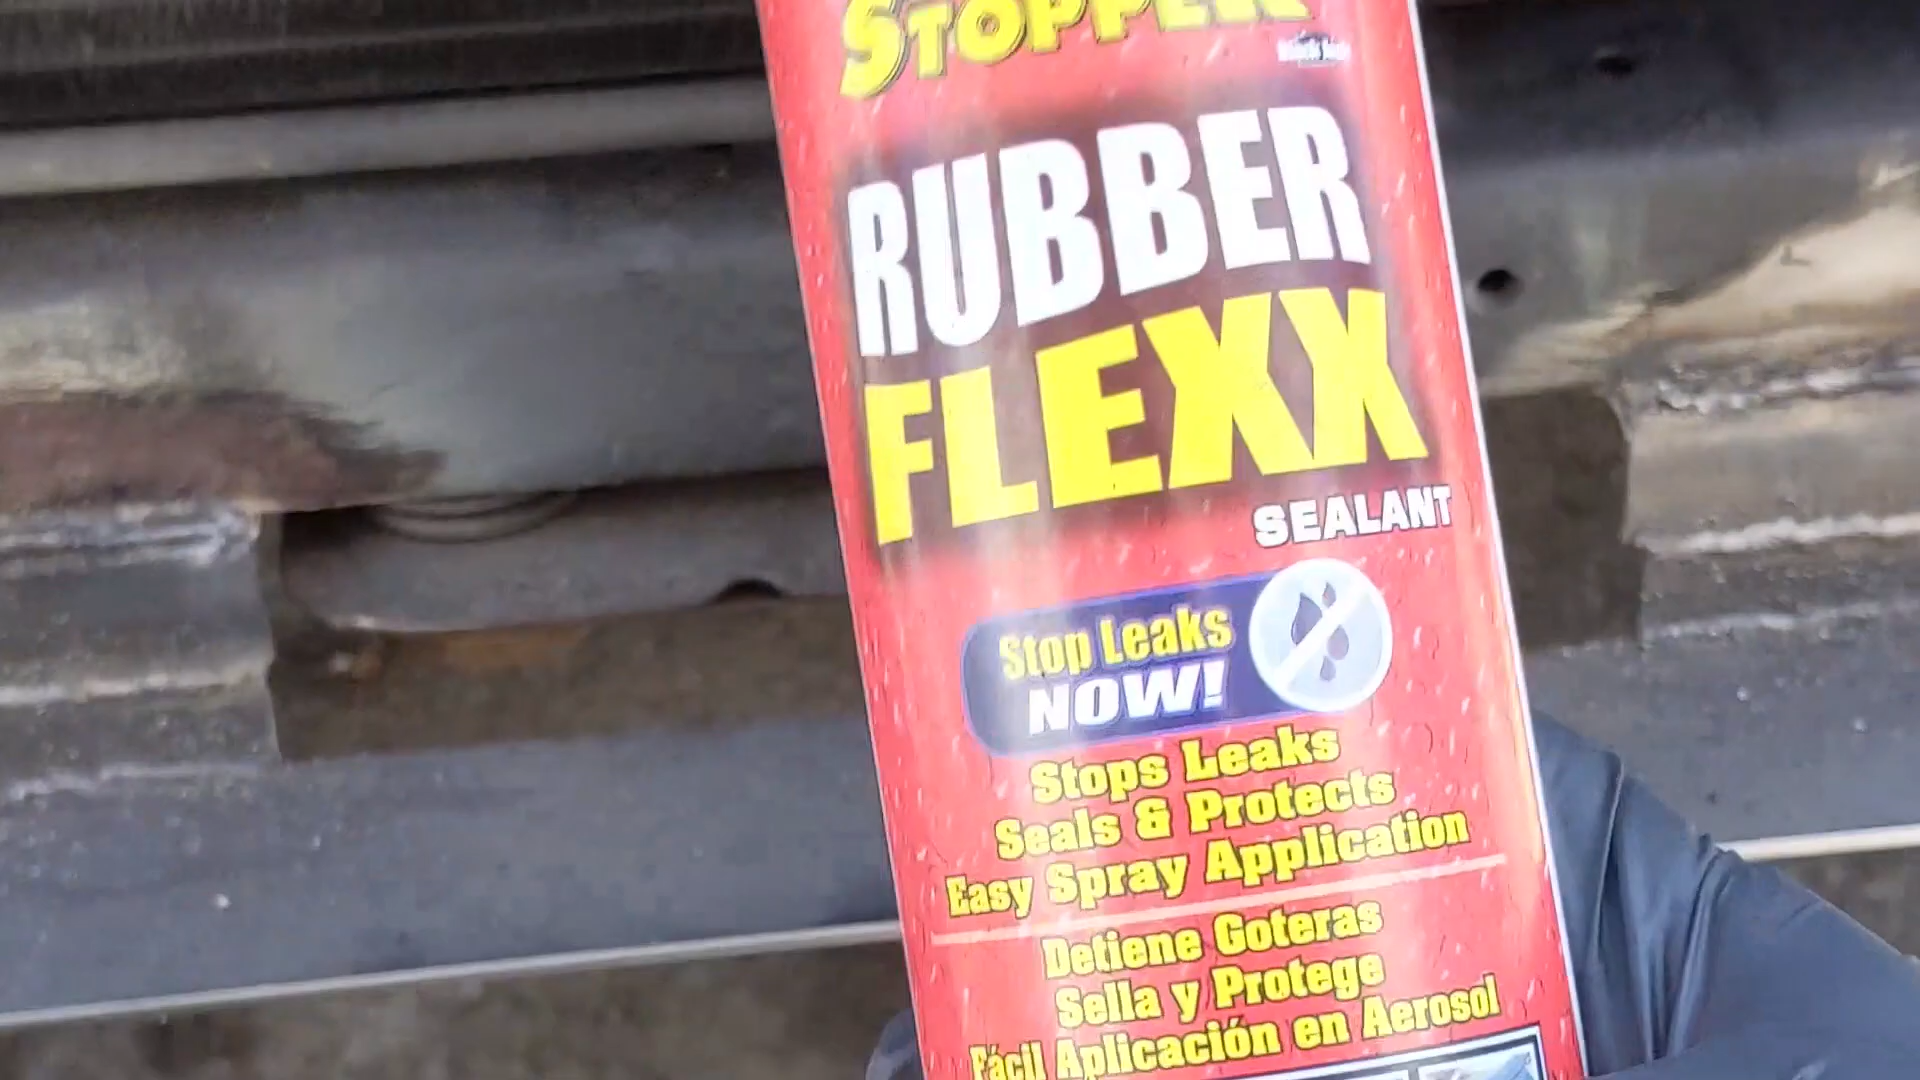 STOPPER
RUBBER
FLEXX
SEALANT
Stop Leaks
NOW!
Stops Leaks
Seals & Protects
Easy Spray Application
Detiene Goteras
Sella y Protege
Fácil Aplicación en Aerosol